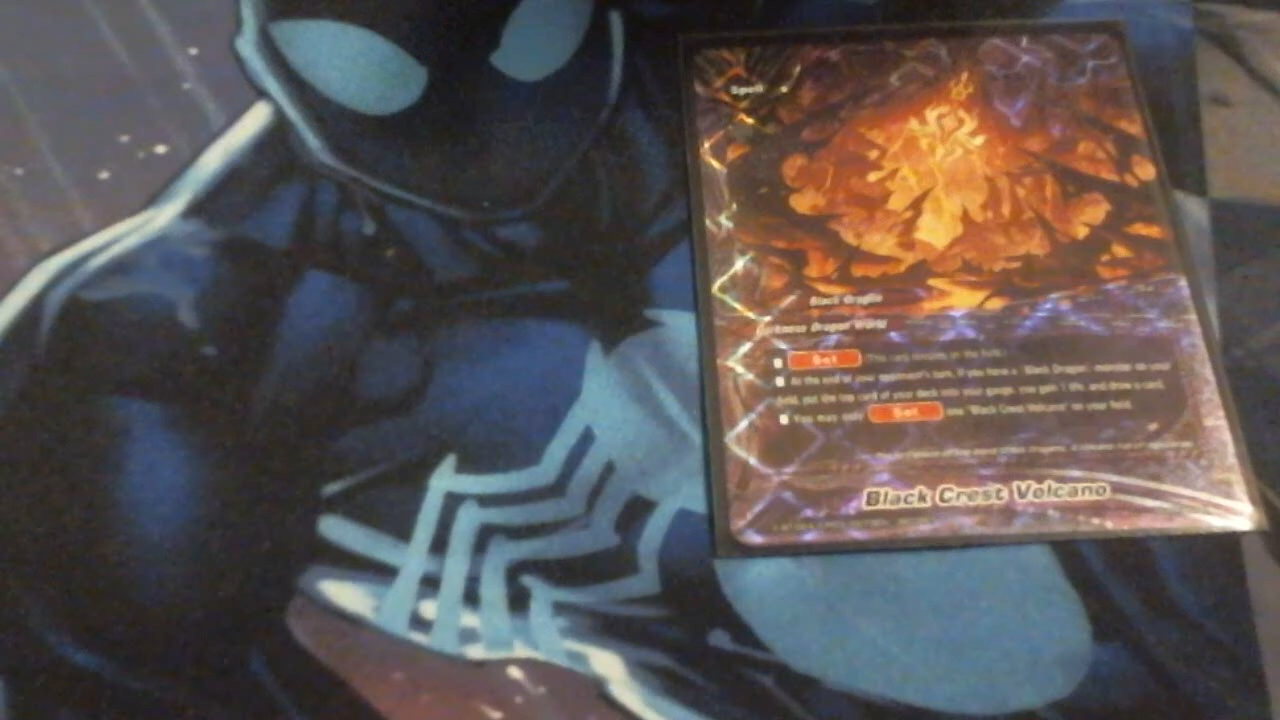 Spell
Black Dragon
Darkness Dragon World
Set (This card remains on the field.)
At the end of your opponent's turn, if you have a "Black Dragon" monster on your
field, put the top card of your deck into your gauge, you gain 1 life, and draw a card.
You may only Set one "Black Crest Volcano" on your field.
Black Crest Volcano